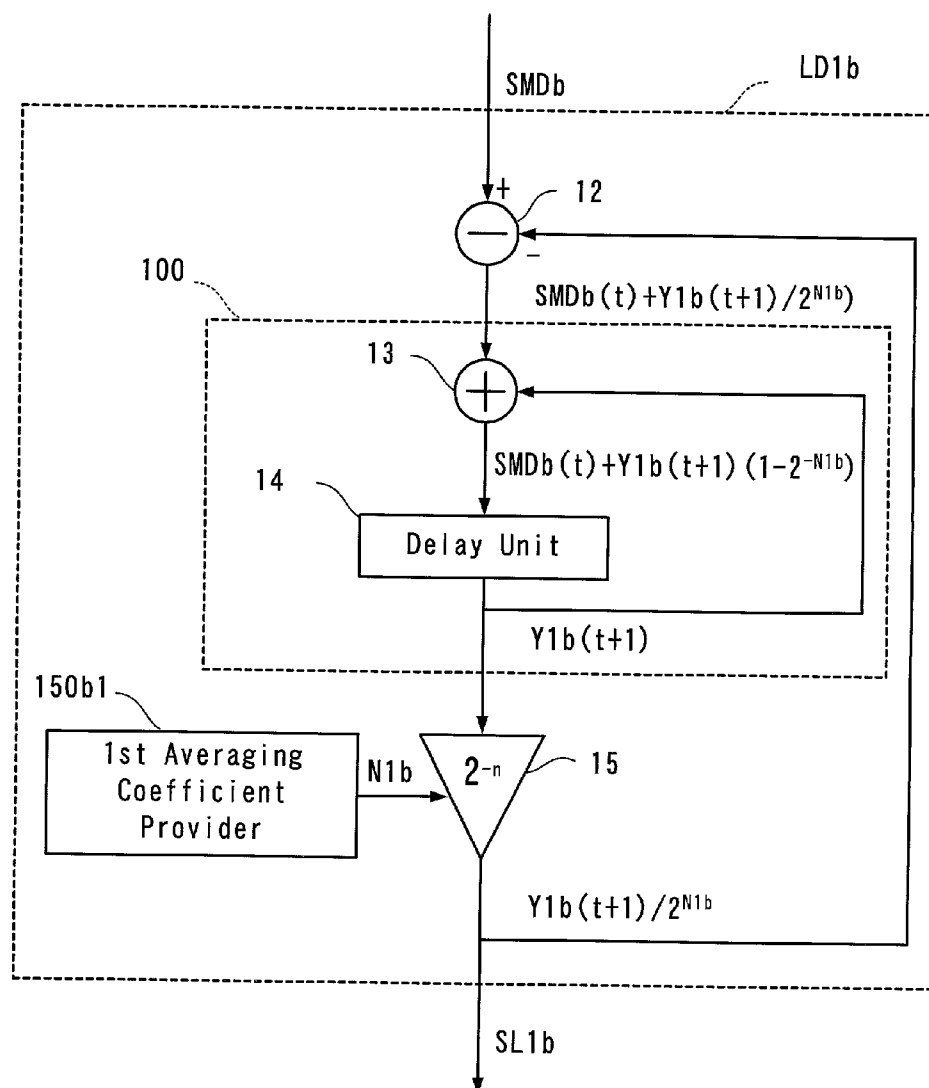 LD1b
SMDb
+
12
−
-
100
SMDb(t)+Y1b(t+1)/2^{N1b})
13
+
SMDb(t)+Y1b(t+1)(1-2^{-N1b})
14
Delay Unit
Y1b(t+1)
150b1
1st Averaging
Coefficient
Provider
N1b
2^{-n}
15
Y1b(t+1)/2^{N1b}
SL1b